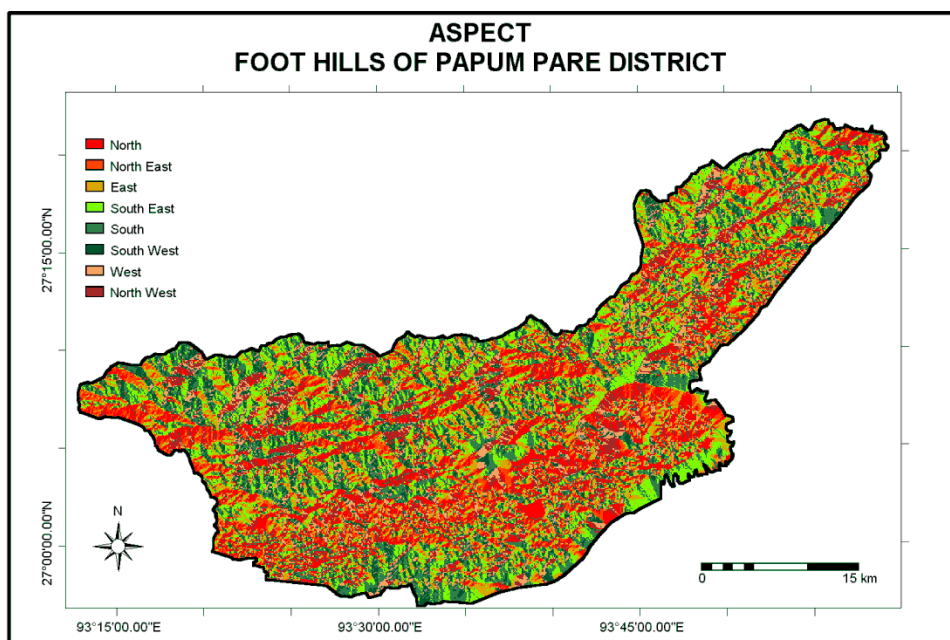 ASPECT
FOOT HILLS OF PAPUM PARE DISTRICT
North
North East
East
South East
South
South West
West
North West
27°15'00.00"N
27°00'00.00"N
N
0 15 km
93°15'00.00"E 93°30'00.00"E 93°45'00.00"E